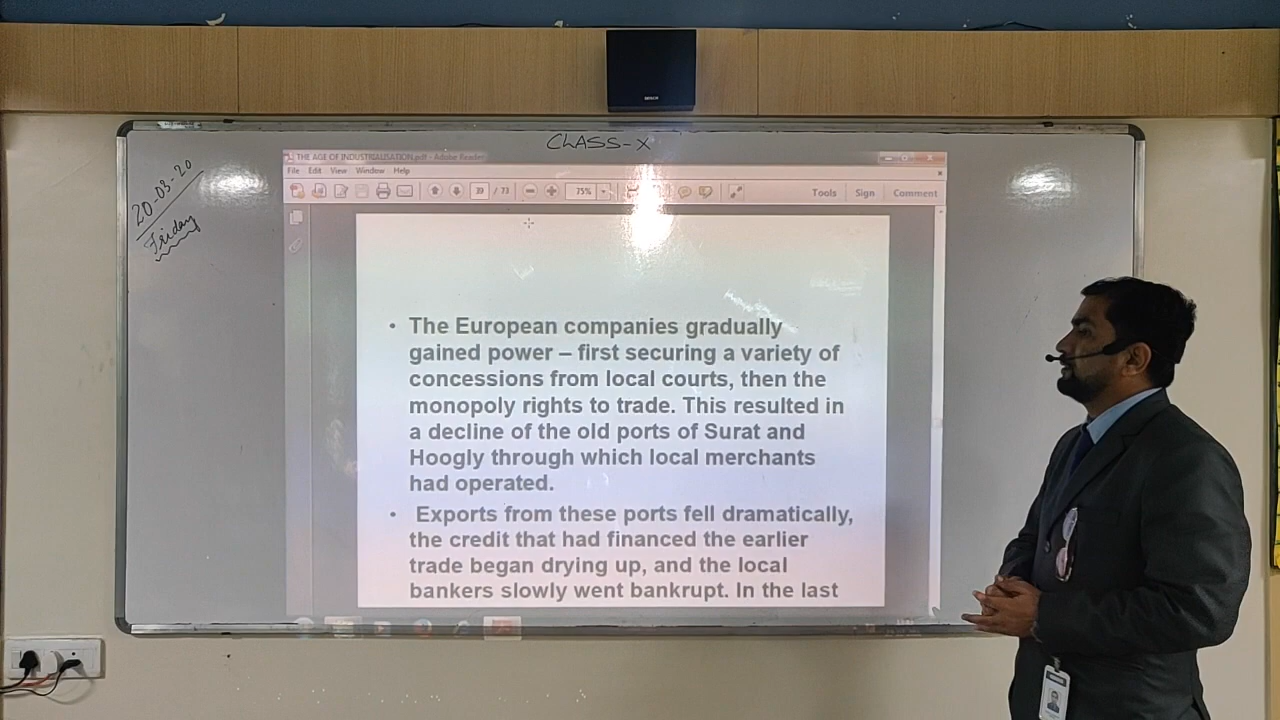 CLASS-X
20-03-20
Friday
THE AGE OF INDUSTRIALISATION.pdf - Adobe Reader
File Edit View Window Help
39 / 73 75% Tools Sign Comment
• The European companies gradually
gained power – first securing a variety of
concessions from local courts, then the
monopoly rights to trade. This resulted in
a decline of the old ports of Surat and
Hoogly through which local merchants
had operated.
• Exports from these ports fell dramatically,
the credit that had financed the earlier
trade began drying up, and the local
bankers slowly went bankrupt. In the last